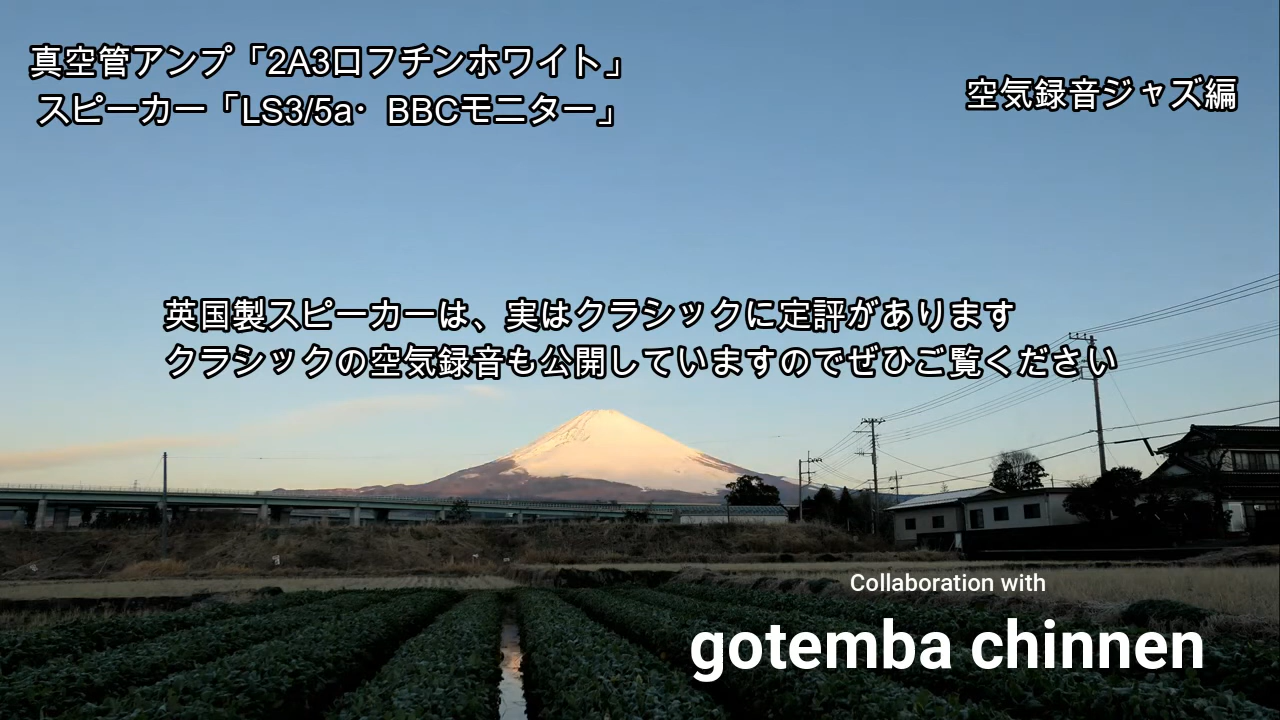 真空管アンプ「2A3ロフチンホワイト」
スピーカー「LS3/5a・BBCモニター」
空気録音ジャズ編
英国製スピーカーは、実はクラシックに定評があります
クラシックの空気録音も公開していますのでぜひご覧ください
Collaboration with
gotemba chinnen